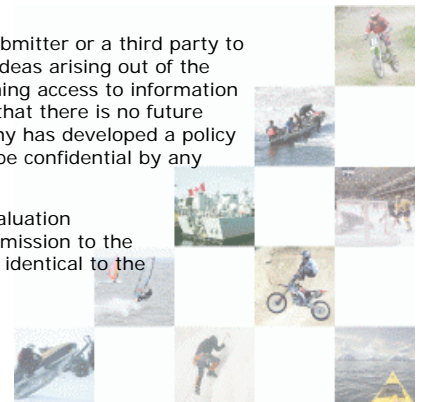 bmitter or a third party to
deas arising out of the
ning access to information
that there is no future
ny has developed a policy
be confidential by any
aluation
mission to the
identical to the